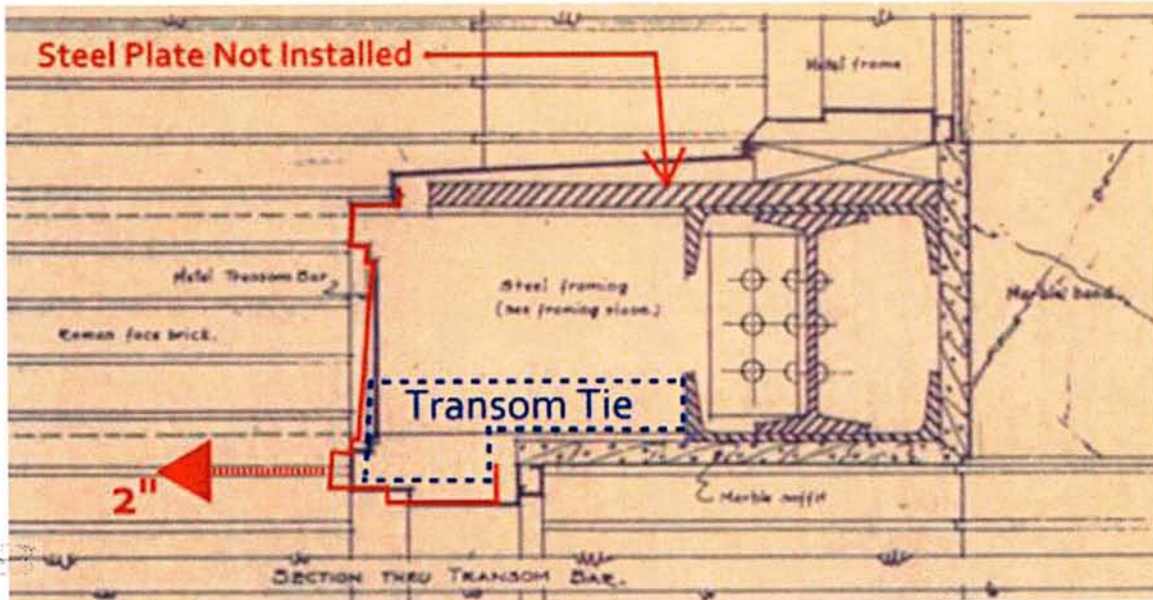 Steel Plate Not Installed
Metal frame
Metal Transom Bar
Steel framing
(see framing plans.)
Roman face brick.
Marble base
Transom Tie
2"
Marble soffit
SECTION THRU TRANSOM BAR.